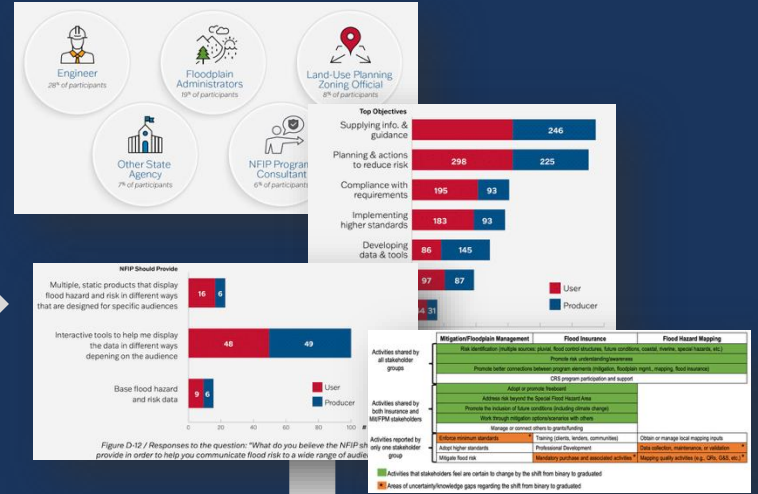 Engineer
28% of participants
Floodplain
Administrators
19% of participants
Land-Use Planning
Zoning Official
8% of participants
Other State
Agency
7% of participants
NFIP Program
Consultant
6% of participants
Top Objectives
Supplying info. &
guidance
246
Planning & actions
to reduce risk
298
225
Compliance with
requirements
195
93
Implementing
higher standards
183
93
Developing
data & tools
86
145
97
87
31
User
Producer
NFIP Should Provide
Multiple, static products that display
flood hazard and risk in different ways
that are designed for specific audiences
16
6
Interactive tools to help me display
the data in different ways
depening on the audience
48
49
Base flood hazard
and risk data
9
6
User
Producer
0 20 40 60 80 100
Figure D-12 / Responses to the question: "What do you believe the NFIP
provide in order to help you communicate flood risk to a wide range of
Mitigation/Floodplain Management
Flood Insurance
Flood Hazard Mapping
Activities shared by
all stakeholder
groups
Risk identification (multiple sources: pluvial, flood control structures, future conditions, coastal, riverine, special hazards, etc.)
Promote risk understanding/awareness
Promote better connections between program elements (mitigation, floodplain mgmt., mapping, flood insurance)
CRS program participation and support
Activities shared by
both Insurance and
Mit/FPM stakeholders
Adopt or promote freeboard
Address risk beyond the Special Flood Hazard Area
Promote the inclusion of future conditions (including climate change)
Work through mitigation options/scenarios with others
Manage or connect others to grants/funding
Activities reported by
only one stakeholder
group
Enforce minimum standards *
Training (clients, lenders, communities)
Obtain or manage local mapping inputs
Adopt higher standards
Professional Development
Data collection, maintenance, or validation *
Mitigate flood risk
Mandatory purchase and associated activities *
Mapping quality activities (e.g., QRs, G&S, etc.) *
Activities that stakeholders feel are certain to change by the shift from binary to graduated
* Areas of uncertainty/knowledge gaps regarding the shift from binary to graduated